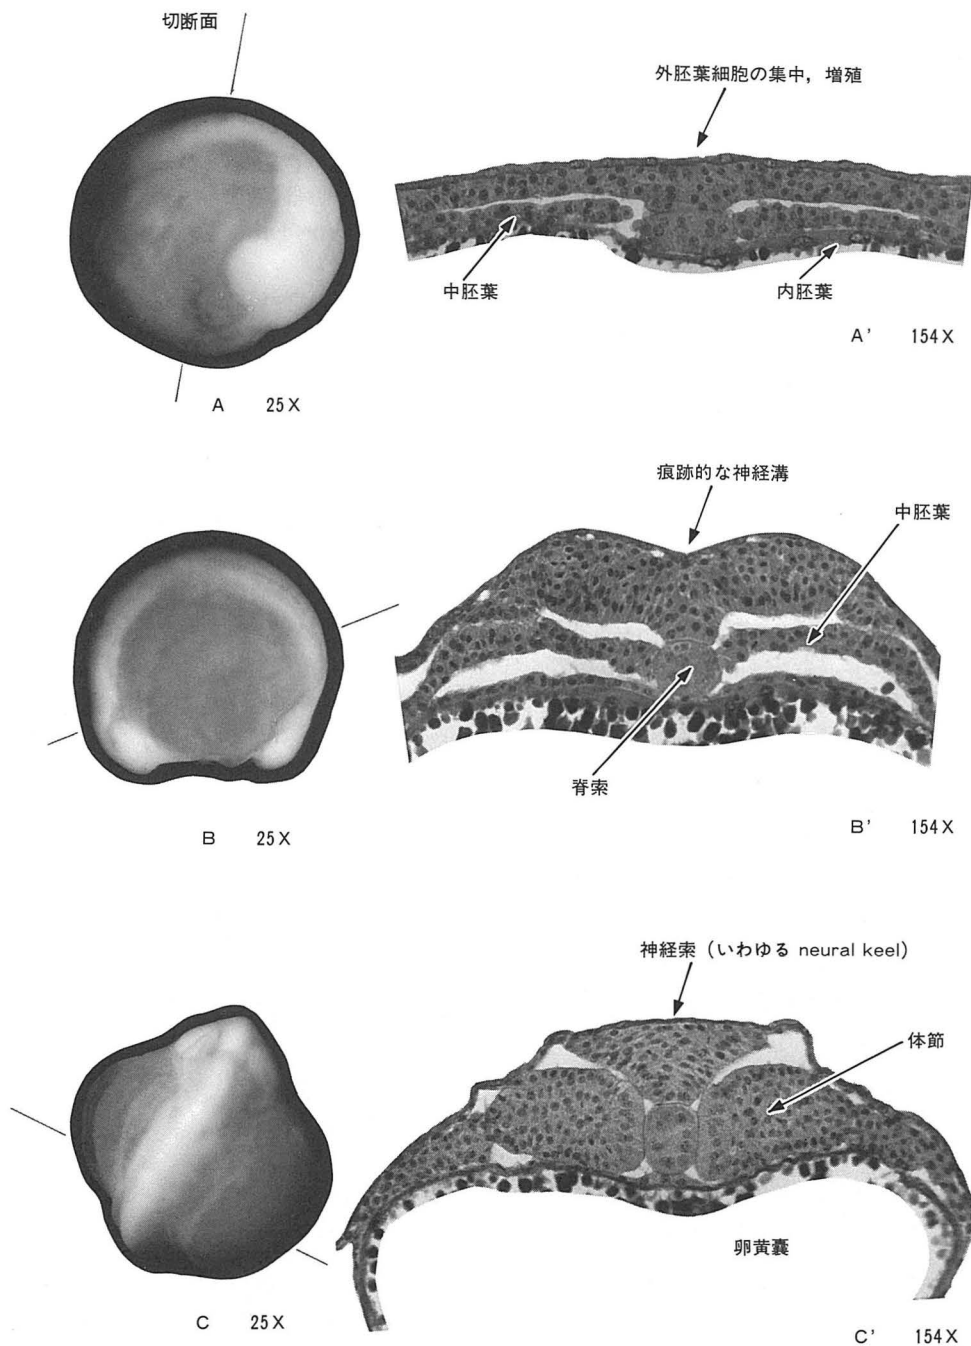 切断面
外胚葉細胞の集中，増殖
中胚葉
内胚葉
A'　154X
A　25X
痕跡的な神経溝
中胚葉
脊索
B　25X
B'　154X
神経索（いわゆる neural keel）
体節
卵黄嚢
C　25X
C'　154X